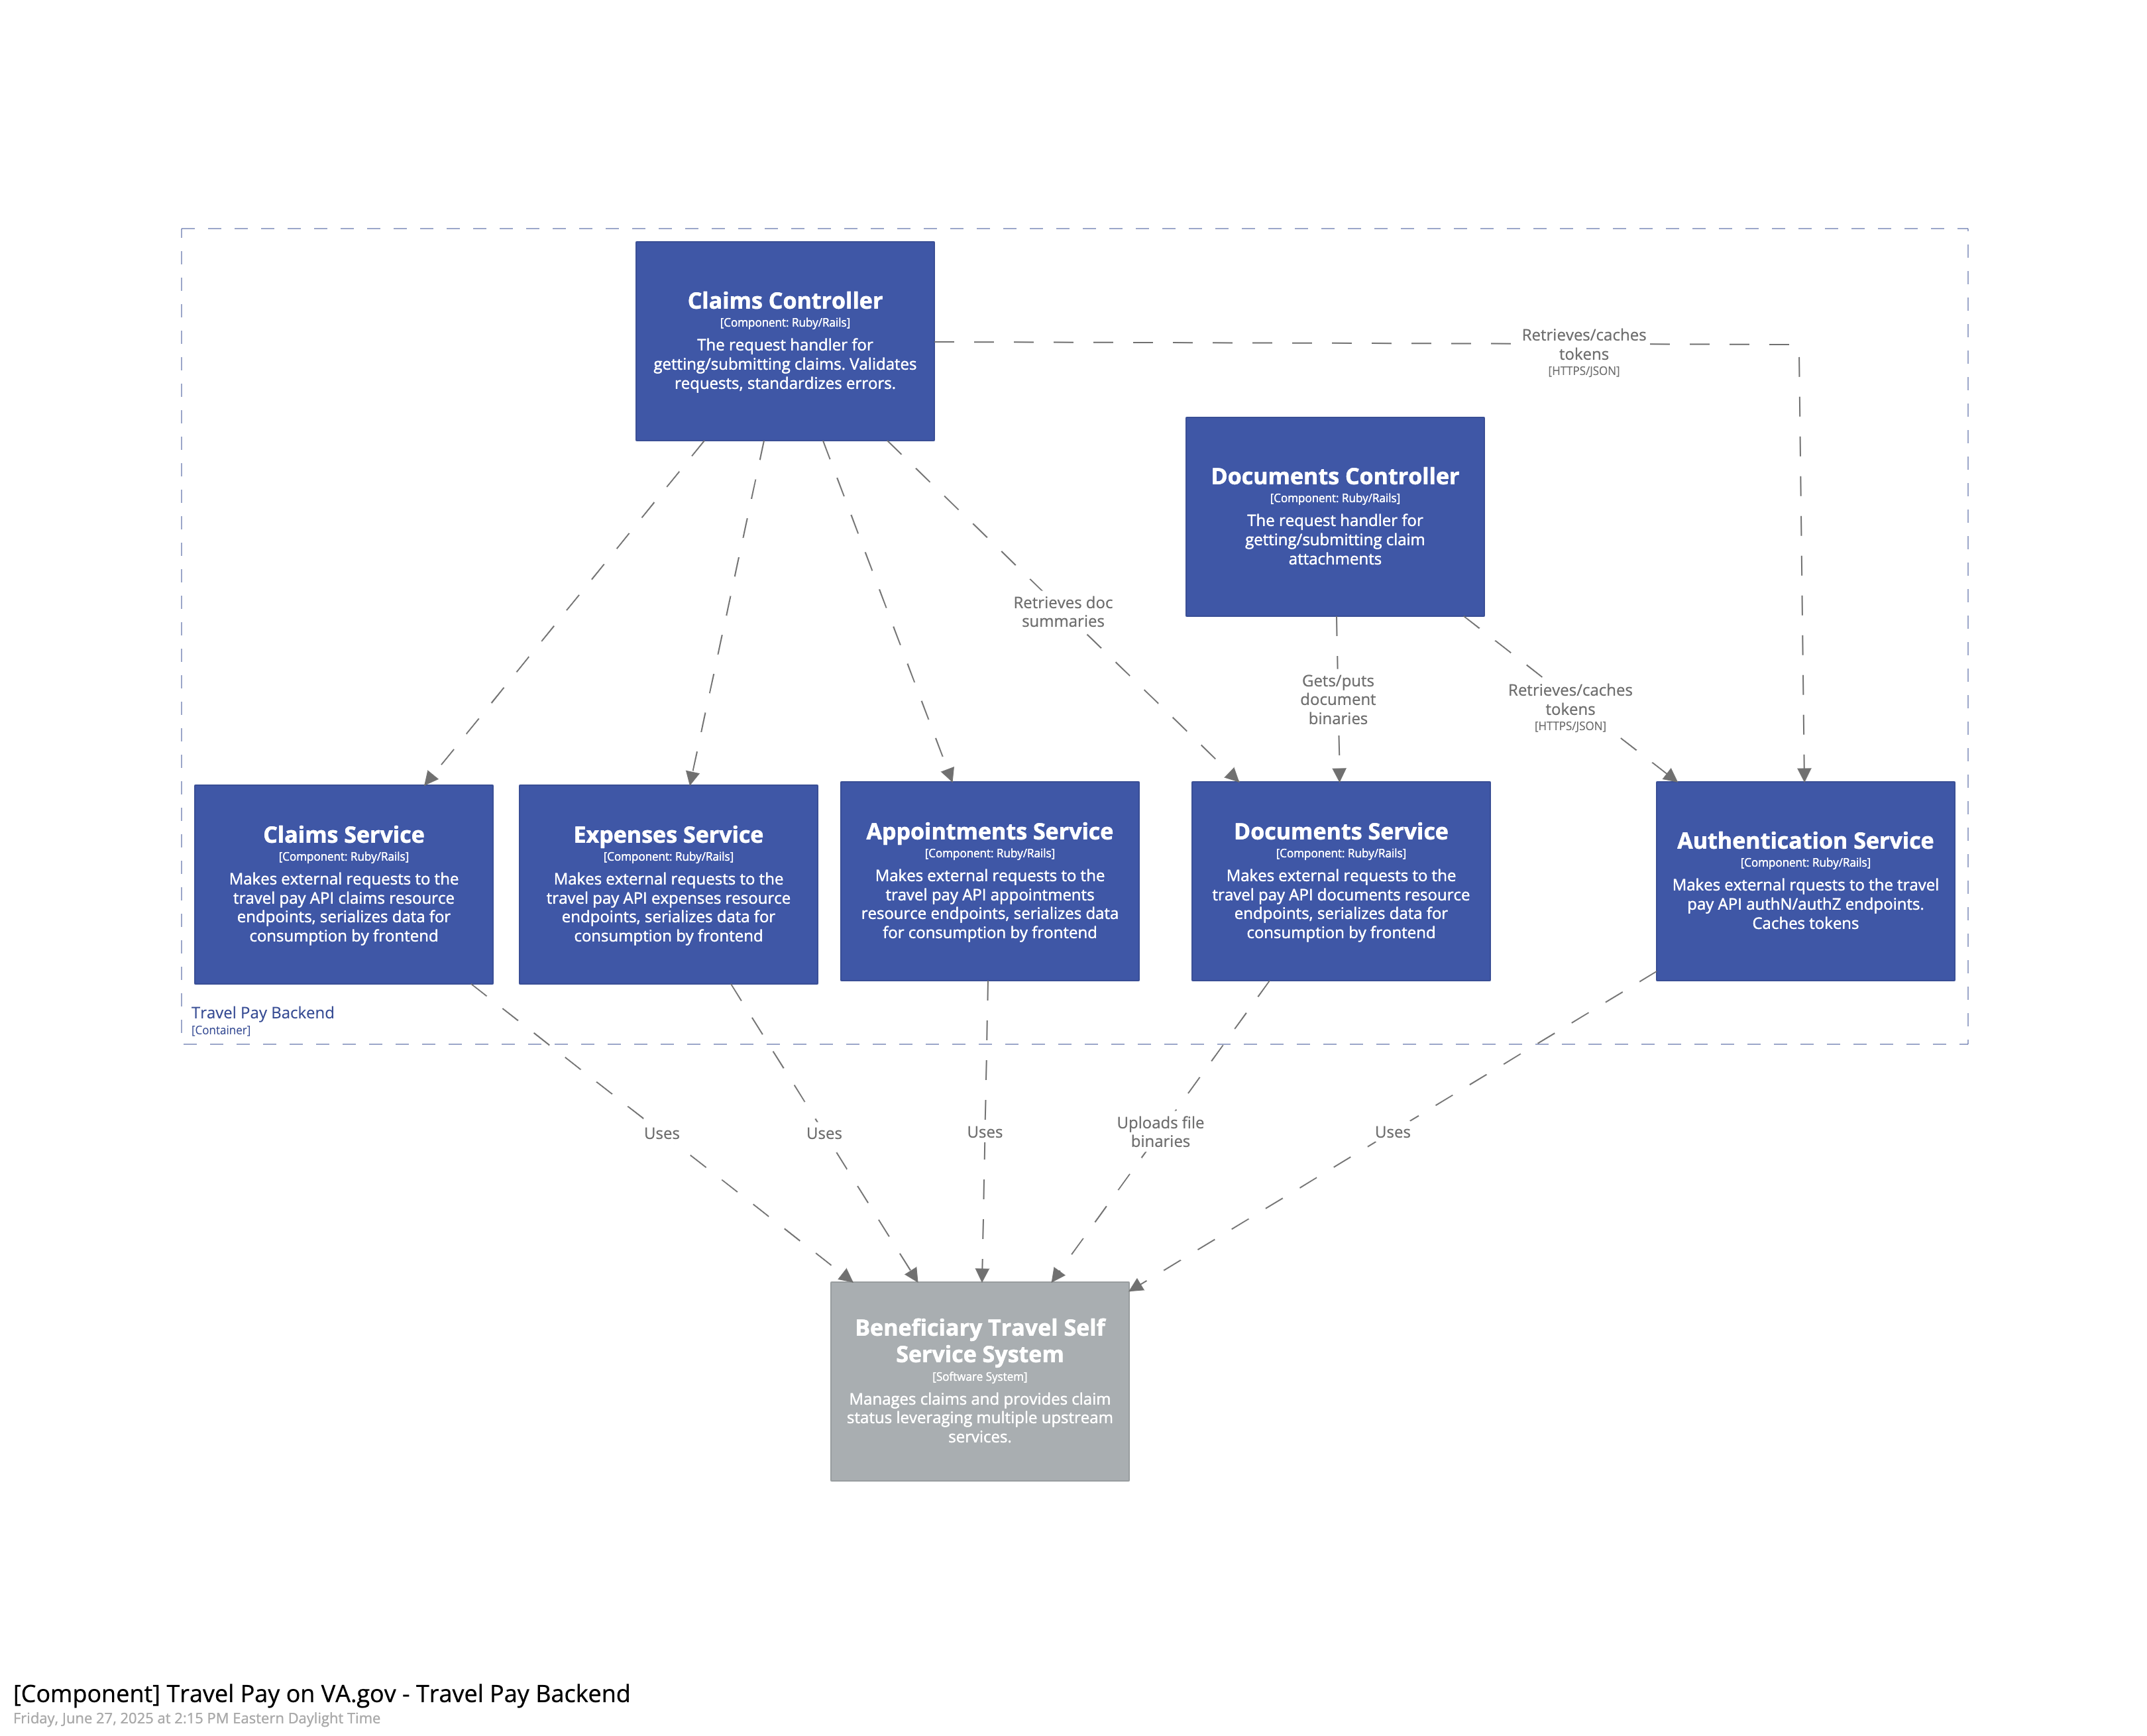 Claims Controller
[Component: Ruby/Rails]
The request handler for
getting/submitting claims. Validates
requests, standardizes errors.
Retrieves/caches
tokens
[HTTPS/JSON]
Documents Controller
[Component: Ruby/Rails]
The request handler for
getting/submitting claim
attachments
Retrieves doc
summaries
Gets/puts
document
binaries
Retrieves/caches
tokens
[HTTPS/JSON]
Claims Service
[Component: Ruby/Rails]
Makes external requests to the
travel pay API claims resource
endpoints, serializes data for
consumption by frontend
Expenses Service
[Component: Ruby/Rails]
Makes external requests to the
travel pay API expenses resource
endpoints, serializes data for
consumption by frontend
Appointments Service
[Component: Ruby/Rails]
Makes external requests to the
travel pay API appointments
resource endpoints, serializes data
for consumption by frontend
Documents Service
[Component: Ruby/Rails]
Makes external requests to the
travel pay API documents resource
endpoints, serializes data for
consumption by frontend
Authentication Service
[Component: Ruby/Rails]
Makes external rquests to the travel
pay API authN/authZ endpoints.
Caches tokens
Travel Pay Backend
[Container]
Uses
Uses
Uses
Uploads file
binaries
Uses
Beneficiary Travel Self
Service System
[Software System]
Manages claims and provides claim
status leveraging multiple upstream
services.
[Component] Travel Pay on VA.gov - Travel Pay Backend
Friday, June 27, 2025 at 2:15 PM Eastern Daylight Time